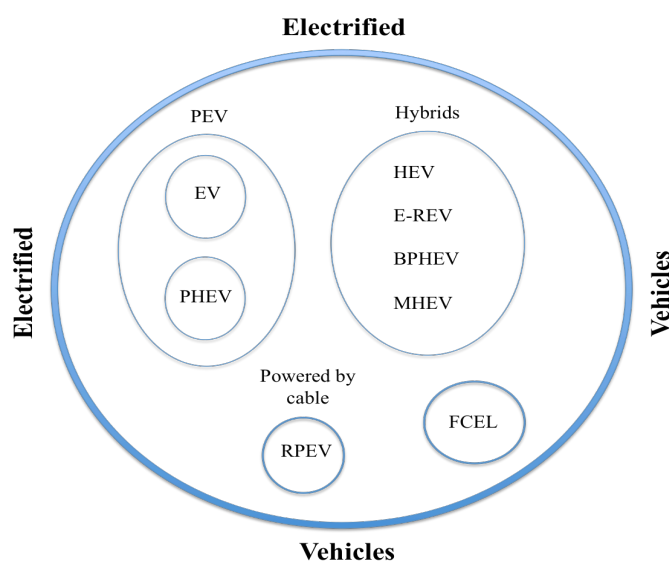 Electrified
PEV
Hybrids
EV
PHEV
HEV
E-REV
BPHEV
MHEV
Electrified
Vehicles
Powered by
cable
RPEV
FCEL
Vehicles